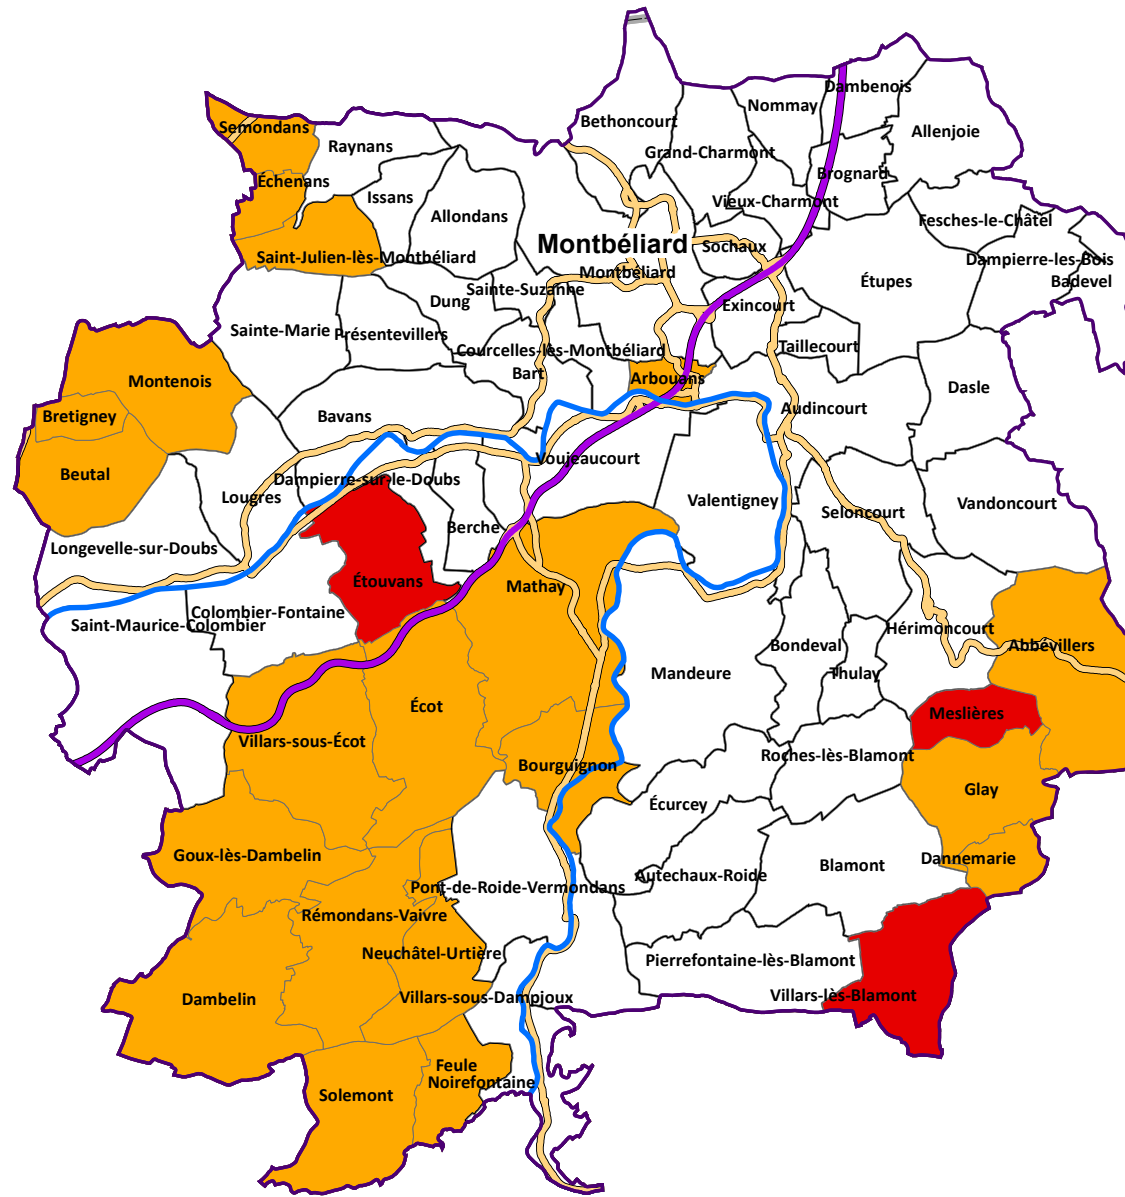 Dambenois
Nommay
Bethoncourt
Semondans
Allenjoie
Raynans
Grand-Charmont
Brognard
Échenans
Issans
Vieux-Charmont
Allondans
Fesches-le-Châtel
Montbéliard
Sochaux
Saint-Julien-lès-Montbéliard
Dampierre-les-Bois
Montbéliard
Étupes
Badevel
Sainte-Suzanne
Dung
Exincourt
Sainte-Marie
Présentevillers
Taillecourt
Courcelles-lès-Montbéliard
Bart
Arbouans
Montenois
Dasle
Audincourt
Bretigney
Bavans
Voujeaucourt
Beutal
Dampierre-sur-le-Doubs
Lougres
Valentigney
Vandoncourt
Seloncourt
Berche
Longevelle-sur-Doubs
Étouvans
Mathay
Colombier-Fontaine
Saint-Maurice-Colombier
Hérimoncourt
Bondeval
Abbévillers
Mandeure
Thulay
Écot
Meslières
Villars-sous-Écot
Roches-lès-Blamont
Bourguignon
Glay
Écurcey
Goux-lès-Dambelin
Dannemarie
Blamont
Autechaux-Roide
Pont-de-Roide-Vermondans
Rémondans-Vaivre
Neuchâtel-Urtière
Pierrefontaine-lès-Blamont
Villars-lès-Blamont
Villars-sous-Dampjoux
Dambelin
Feule
Noirefontaine
Solemont